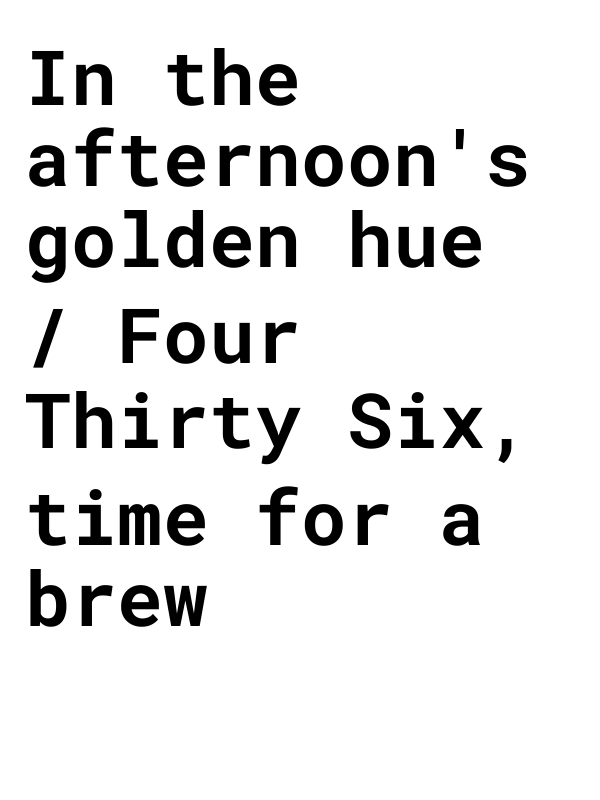 In the
afternoon's
golden hue
/ Four
Thirty Six,
time for a
brew